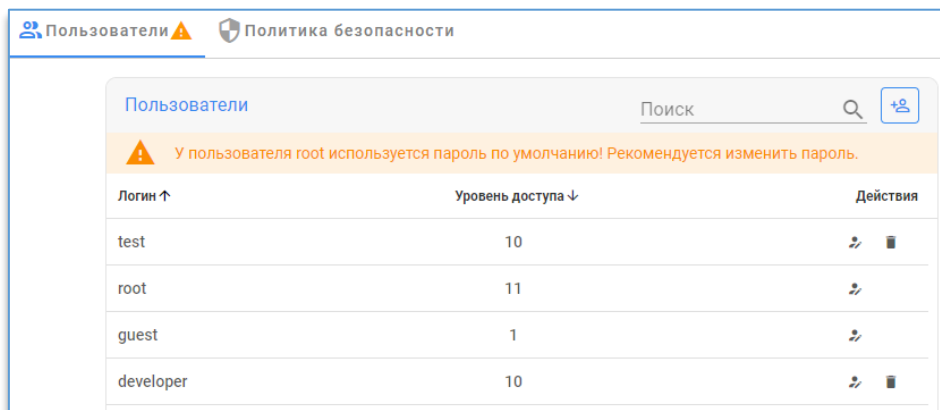 Пользователи Политика безопасности
Пользователи Поиск
У пользователя root используется пароль по умолчанию! Рекомендуется изменить пароль.
Логин Уровень доступа Действия
test 10
root 11
guest 1
developer 10